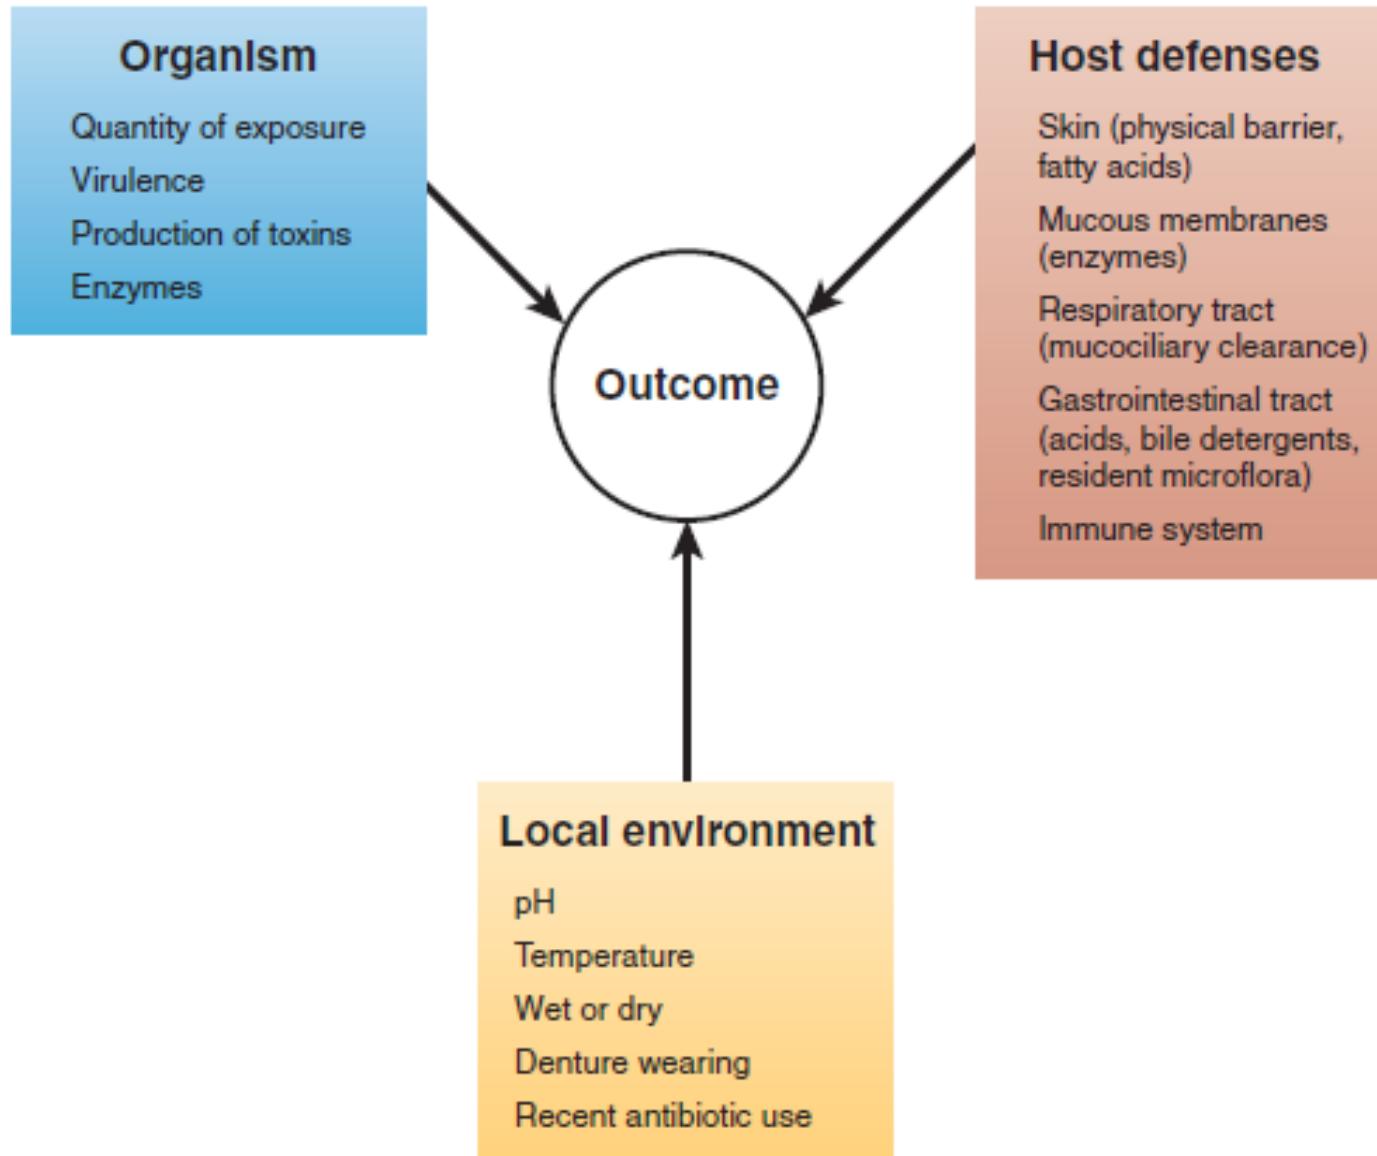 Organism
Quantity of exposure
Virulence
Production of toxins
Enzymes
Host defenses
Skin (physical barrier,
fatty acids)
Mucous membranes
(enzymes)
Respiratory tract
(mucociliary clearance)
Gastrointestinal tract
(acids, bile detergents,
resident microflora)
Immune system
Outcome
Local environment
pH
Temperature
Wet or dry
Denture wearing
Recent antibiotic use